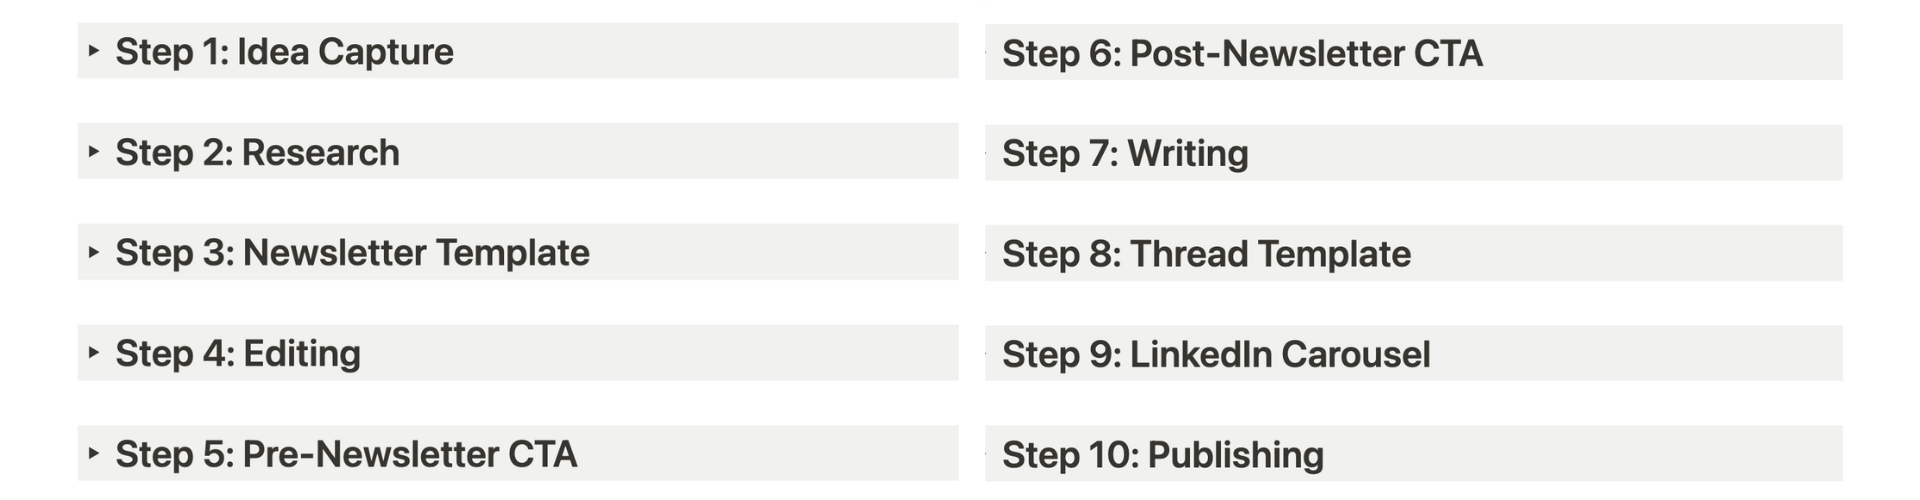 Step 1: Idea Capture
Step 2: Research
Step 3: Newsletter Template
Step 4: Editing
Step 5: Pre-Newsletter CTA
Step 6: Post-Newsletter CTA
Step 7: Writing
Step 8: Thread Template
Step 9: LinkedIn Carousel
Step 10: Publishing